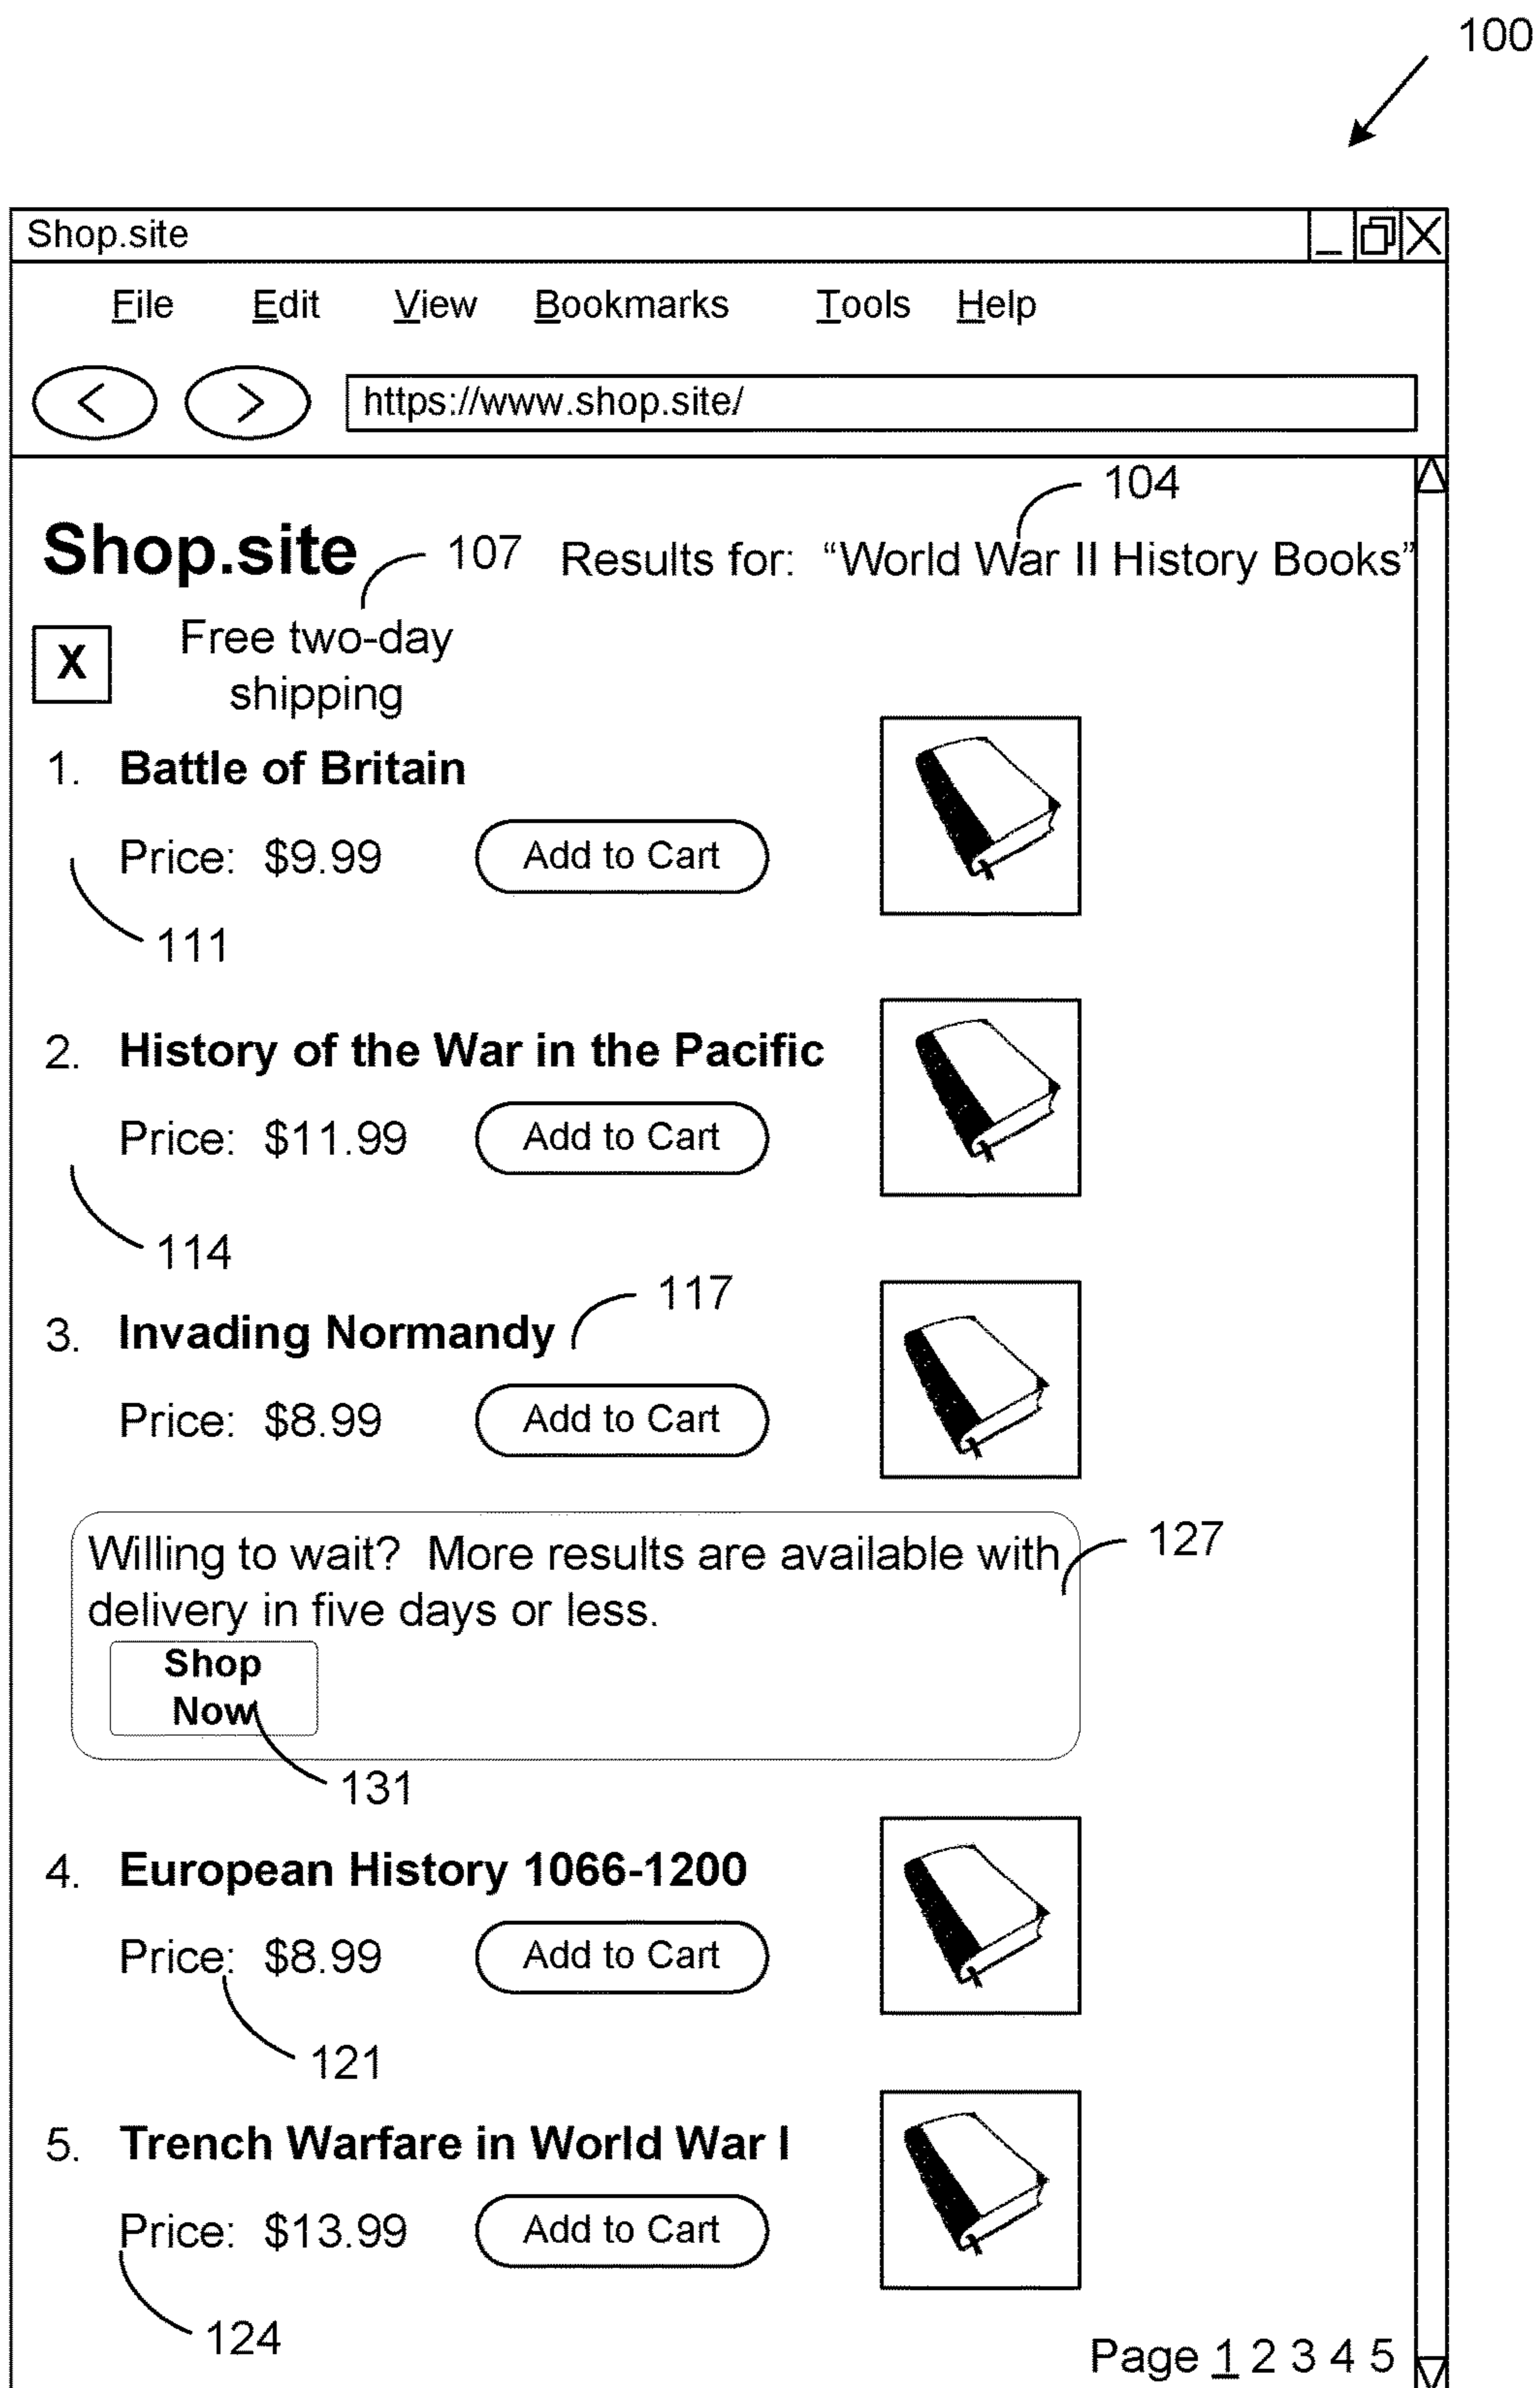 100
Shop.site
File Edit View Bookmarks Tools Help
< > https://www.shop.site/
104
Shop.site 107 Results for: “World War II History Books”
X Free two-day
shipping
1. Battle of Britain
Price: $9.99 Add to Cart
111
2. History of the War in the Pacific
Price: $11.99 Add to Cart
114
117
3. Invading Normandy
Price: $8.99 Add to Cart
Willing to wait? More results are available with
127
delivery in five days or less.
Shop
Now
131
4. European History 1066-1200
Price: $8.99 Add to Cart
121
5. Trench Warfare in World War I
Price: $13.99 Add to Cart
124
Page 1 2 3 4 5